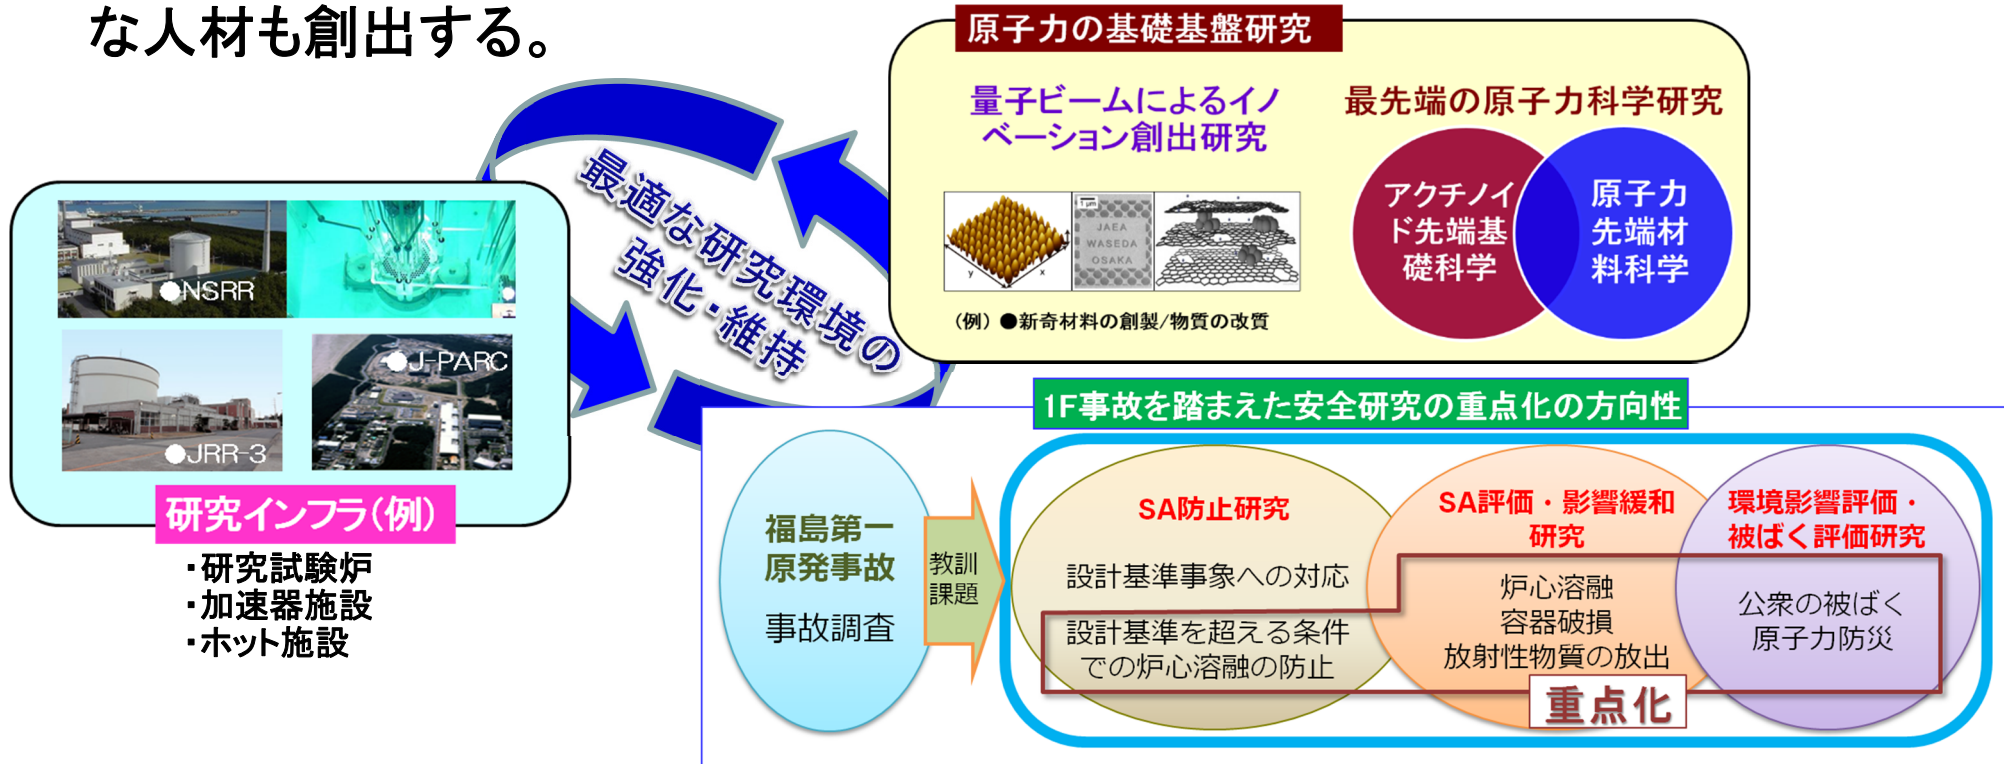 な人材も創出する。
原子力の基礎基盤研究
量子ビームによるイノ
ベーション創出研究
1 μm
JAEA
WASEDA
OSAKA
y
x
(例) ●新奇材料の創製/物質の改質
最先端の原子力科学研究
アクチノイ
ド先端基
礎科学
原子力
先端材
料科学
最適な研究環境の
強化・維持
●NSRR
●JRR-3
●J-PARC
研究インフラ(例)
・研究試験炉
・加速器施設
・ホット施設
1F事故を踏まえた安全研究の重点化の方向性
福島第一
原発事故
事故調査
教訓
課題
SA防止研究
設計基準事象への対応
設計基準を超える条件
での炉心溶融の防止
SA評価・影響緩和
研究
炉心溶融
容器破損
放射性物質の放出
環境影響評価・
被ばく評価研究
公衆の被ばく
原子力防災
重点化